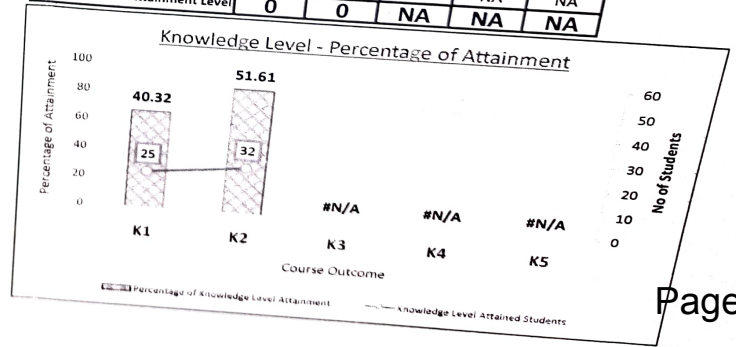 Attainment Level 0 0 NA NA NA
Knowledge Level - Percentage of Attainment
Percentage of Attainment
100
80
60
40
20
0
40.32
51.61
25
32
#N/A
#N/A
#N/A
K1
K2
K3
K4
K5
60
50
40
30
20
10
0
No of Students
Course Outcome
Percentage of Knowledge Level Attainment
Knowledge Level Attained Students
Page